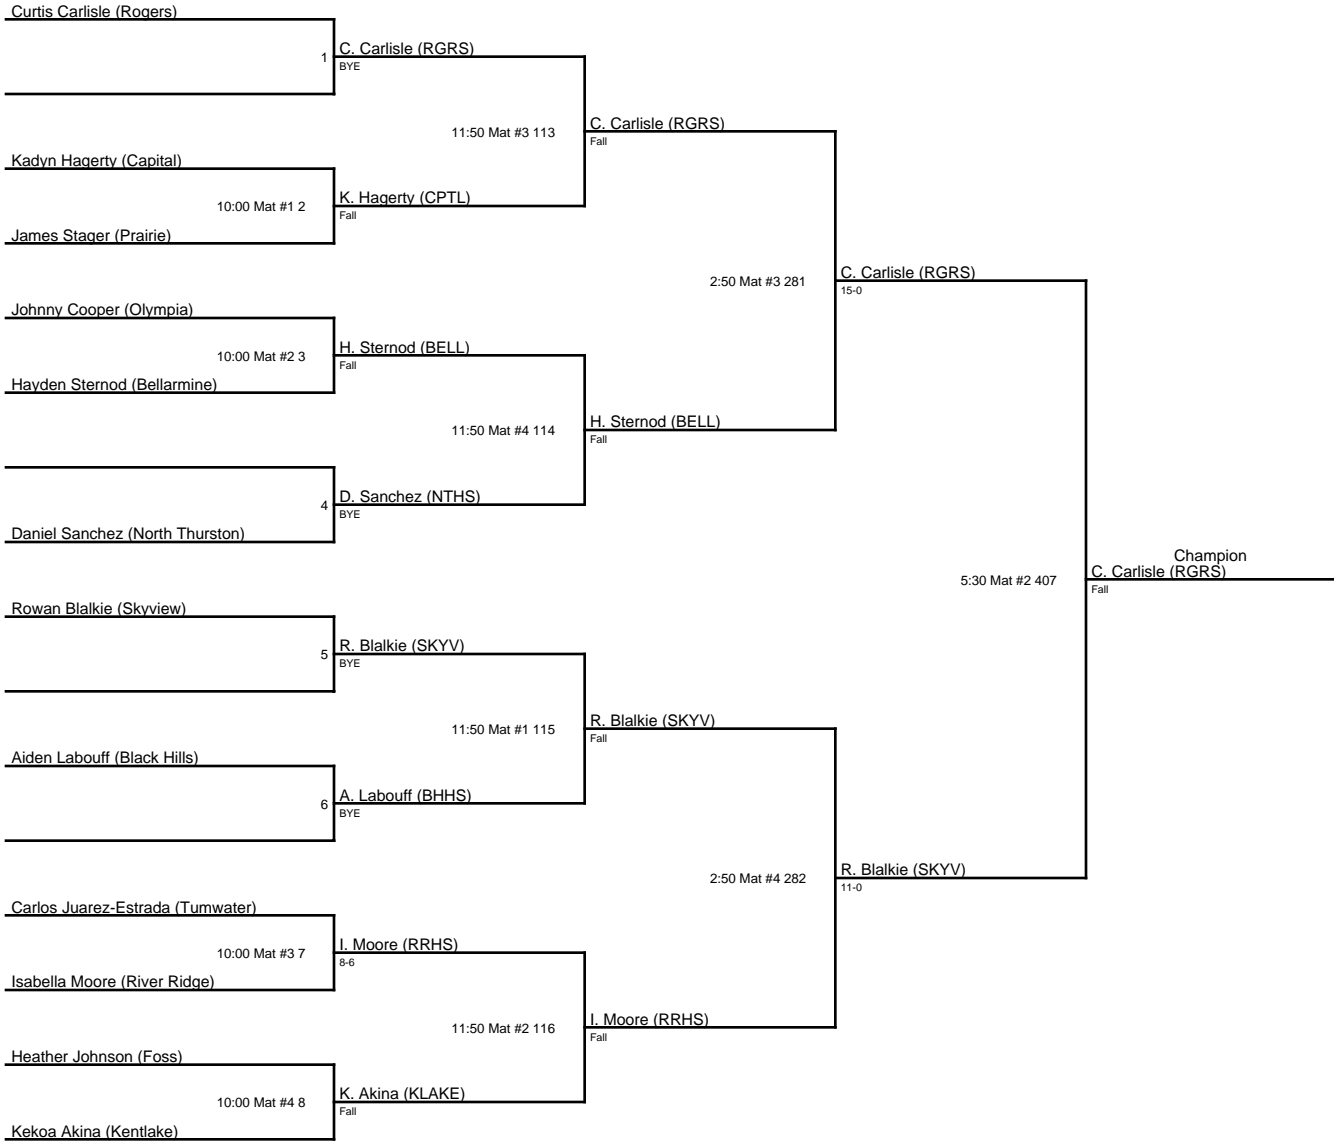 Curtis Carlisle (Rogers)
1
C. Carlisle (RGRS)
BYE
11:50 Mat #3 113
C. Carlisle (RGRS)
Fall
Kadyn Hagerty (Capital)
10:00 Mat #1 2
K. Hagerty (CPTL)
Fall
James Stager (Prairie)
2:50 Mat #3 281
C. Carlisle (RGRS)
15-0
Johnny Cooper (Olympia)
10:00 Mat #2 3
H. Sternod (BELL)
Fall
Hayden Sternod (Bellarmine)
11:50 Mat #4 114
H. Sternod (BELL)
Fall
4
D. Sanchez (NTHS)
BYE
Daniel Sanchez (North Thurston)
Champion
5:30 Mat #2 407
C. Carlisle (RGRS)
Fall
Rowan Blalkie (Skyview)
5
R. Blalkie (SKYV)
BYE
11:50 Mat #1 115
R. Blalkie (SKYV)
Fall
Aiden Labouff (Black Hills)
6
A. Labouff (BHHS)
BYE
2:50 Mat #4 282
R. Blalkie (SKYV)
11-0
Carlos Juarez-Estrada (Tumwater)
10:00 Mat #3 7
I. Moore (RRHS)
8-6
Isabella Moore (River Ridge)
11:50 Mat #2 116
I. Moore (RRHS)
Fall
Heather Johnson (Foss)
10:00 Mat #4 8
K. Akina (KLAKE)
Fall
Kekoa Akina (Kentlake)